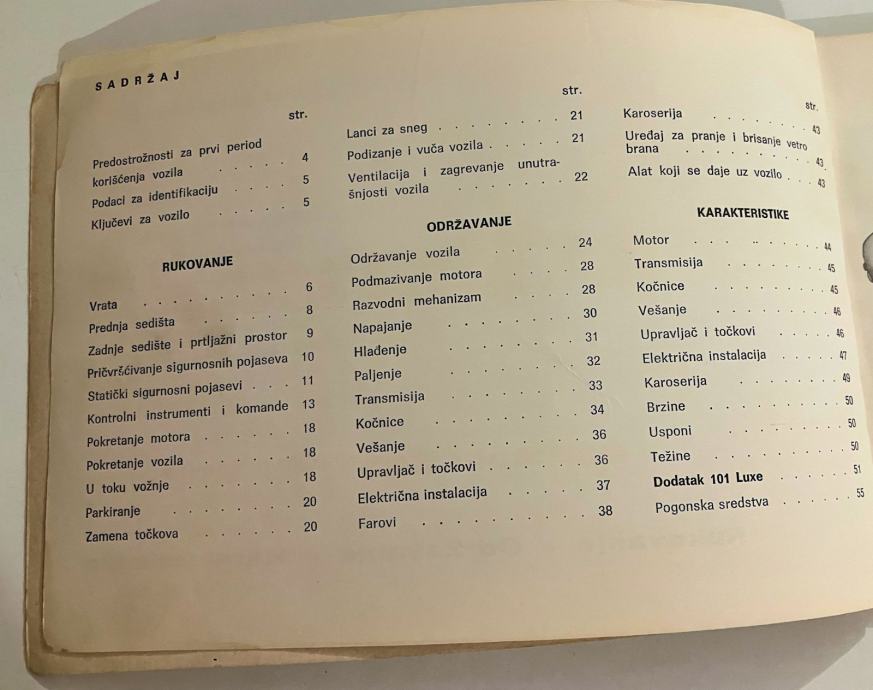 SADRŽAJ
str.
Predostrožnosti za prvi period
korišćenja vozila . . . . . 4
Podaci za identifikaciju . . . . 5
Ključevi za vozilo . . . . . 5
RUKOVANJE
Vrata . . . . . . . . . 6
Prednja sedišta . . . . . . 8
Zadnje sedište i prtljažni prostor 9
Pričvršćivanje sigurnosnih pojaseva 10
Statički sigurnosni pojasevi . . . 11
Kontrolni instrumenti i komande 13
Pokretanje motora . . . . . 18
Pokretanje vozila . . . . . 18
U toku vožnje . . . . . . 18
Parkiranje . . . . . . . 20
Zamena točkova . . . . . . 20
str.
Lanci za sneg . . . . . . . 21
Podizanje i vuča vozila . . . . . 21
Ventilacija i zagrevanje unutra-
šnjosti vozila . . . . . . 22
ODRŽAVANJE
Održavanje vozila . . . . . 24
Podmazivanje motora . . . . 28
Razvodni mehanizam . . . . 28
Napajanje . . . . . . . 30
Hlađenje . . . . . . . 31
Paljenje . . . . . . . 32
Transmisija . . . . . . . 33
Kočnice . . . . . . . . 34
Vešanje . . . . . . . . 36
Upravljač i točkovi . . . . . . 36
Električna instalacija . . . . . 37
Farovi . . . . . . . . . 38
str.
Karoserija . . . . . . . 43
Uređaj za pranje i brisanje vetro
brana . . . . . . . . . 43
Alat koji se daje uz vozilo . . . 43
KARAKTERISTIKE
Motor . . . . . . . . . 44
Transmisija . . . . . . . 45
Kočnice . . . . . . . . 45
Vešanje . . . . . . . . 46
Upravljač i točkovi . . . . . 46
Električna instalacija . . . . . 47
Karoserija . . . . . . . 49
Brzine . . . . . . . . 50
Usponi . . . . . . . . 50
Težine . . . . . . . . 50
Dodatak 101 Luxe . . . . . 51
Pogonska sredstva . . . . . . 55